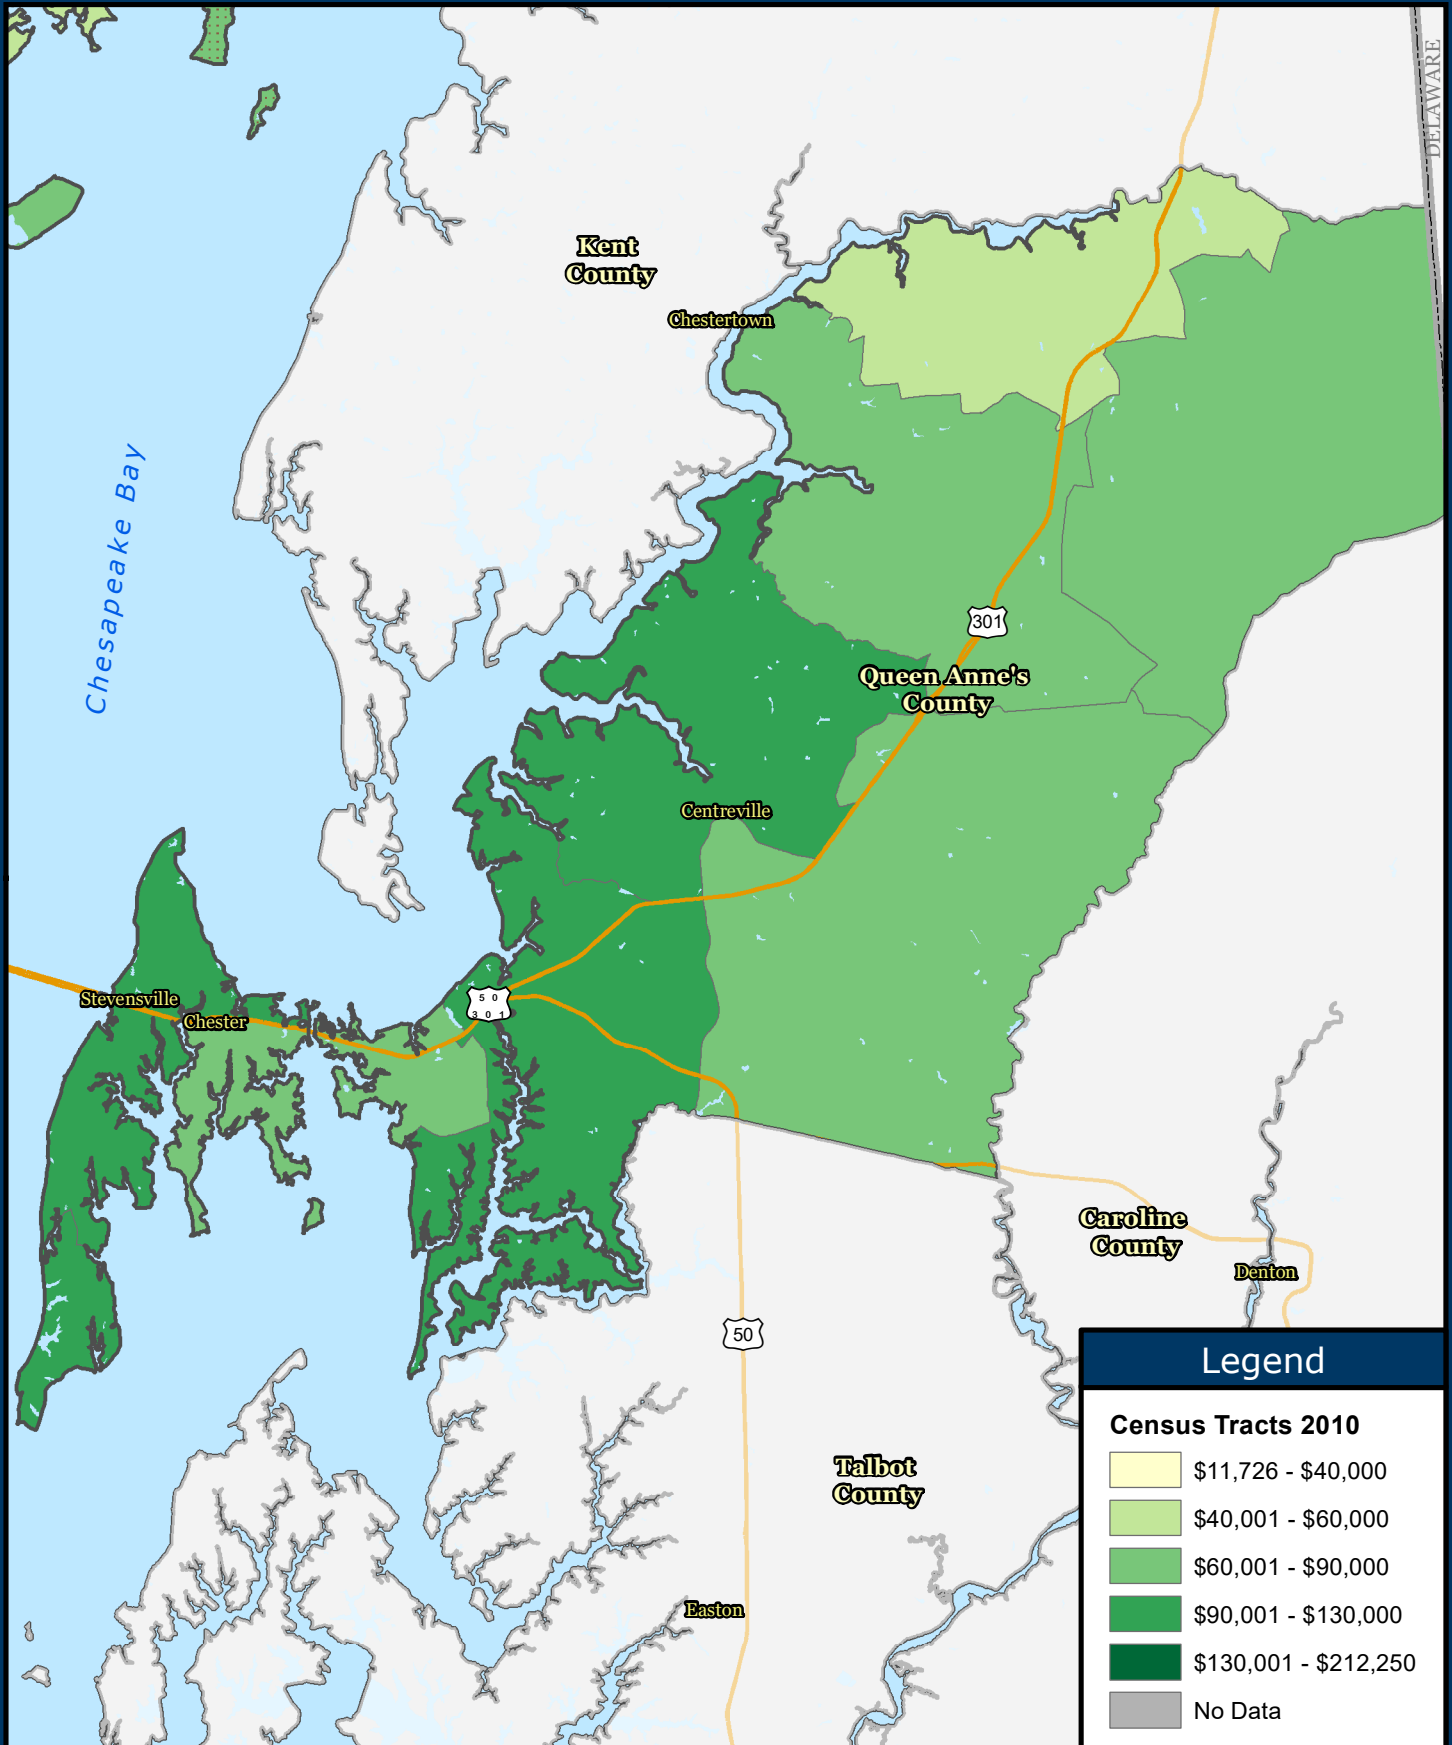 DELAWARE
Kent
County
Chestertown
Chesapeake Bay
301
Queen Anne's
County
Centreville
Stevensville
Chester
50
301
Caroline
County
Denton
50
Talbot
County
Easton
Legend
Census Tracts 2010
$11,726 - $40,000
$40,001 - $60,000
$60,001 - $90,000
$90,001 - $130,000
$130,001 - $212,250
No Data